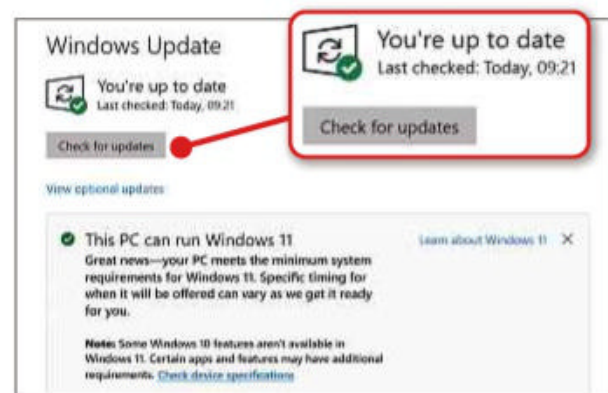 Windows Update
You're up to date
Last checked: Today, 09:21
Check for updates
You're up to date
Last checked: Today, 09:21
Check for updates
View optional updates
This PC can run Windows 11
Learn about Windows 11
Great news—your PC meets the minimum system
requirements for Windows 11. Specific timing for
when it will be offered can vary as we get it ready
for you.
Note: Some Windows 10 features aren't available in
Windows 11. Certain apps and features may have additional
requirements. Check device specifications